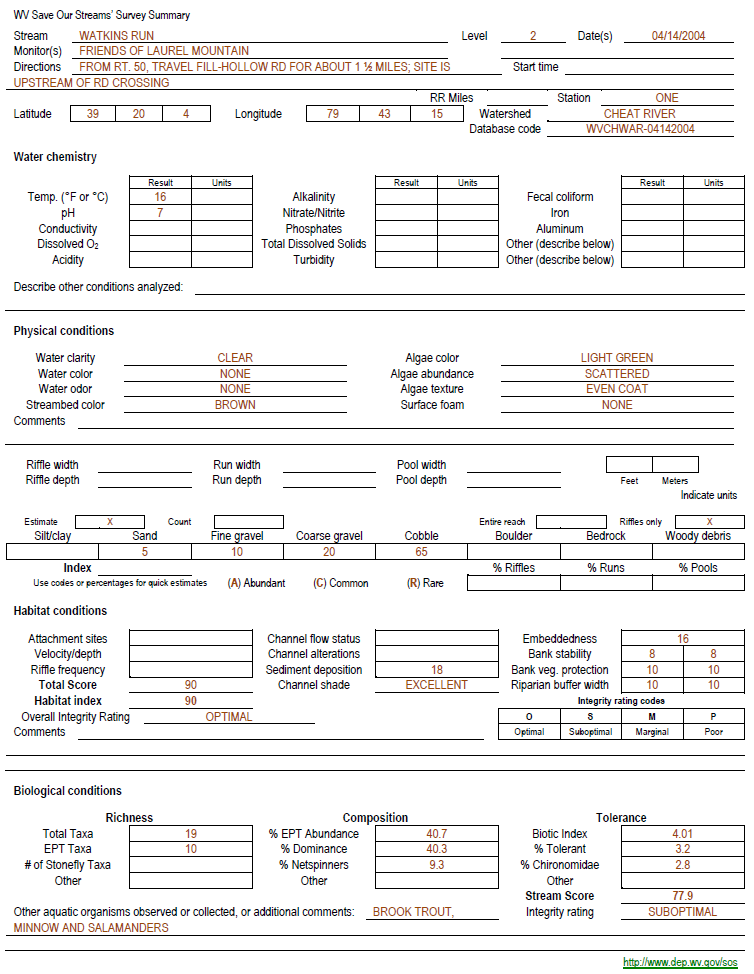 WV Save Our Streams' Survey Summary
Stream WATKINS RUN Level 2 Date(s) 04/14/2004
Monitor(s) FRIENDS OF LAUREL MOUNTAIN
Directions FROM RT. 50, TRAVEL FILL-HOLLOW RD FOR ABOUT 1 ½ MILES; SITE IS Start time
UPSTREAM OF RD CROSSING
RR Miles Station ONE
Latitude 39 20 4 Longitude 79 43 15 Watershed CHEAT RIVER
Database code WVCHWAR-04142004
Water chemistry
Result Units Result Units Result Units
Temp. (°F or °C) 16 Alkalinity Fecal coliform
pH 7 Nitrate/Nitrite Iron
Conductivity Phosphates Aluminum
Dissolved O₂ Total Dissolved Solids Other (describe below)
Acidity Turbidity Other (describe below)
Describe other conditions analyzed:
Physical conditions
Water clarity CLEAR Algae color LIGHT GREEN
Water color NONE Algae abundance SCATTERED
Water odor NONE Algae texture EVEN COAT
Streambed color BROWN Surface foam NONE
Comments
Riffle width Run width Pool width
Riffle depth Run depth Pool depth Feet Meters
Indicate units
Estimate X Count Entire reach Riffles only X
Silt/clay Sand Fine gravel Coarse gravel Cobble Boulder Bedrock Woody debris
5 10 20 65
Index % Riffles % Runs % Pools
Use codes or percentages for quick estimates (A) Abundant (C) Common (R) Rare
Habitat conditions
Attachment sites Channel flow status Embeddedness 16
Velocity/depth Channel alterations Bank stability 8 8
Riffle frequency Sediment deposition 18 Bank veg. protection 10 10
Total Score 90 Channel shade EXCELLENT Riparian buffer width 10 10
Habitat index 90 Integrity rating codes
Overall Integrity Rating OPTIMAL O S M P
Comments Optimal Suboptimal Marginal Poor
Biological conditions
Richness Composition Tolerance
Total Taxa 19 % EPT Abundance 40.7 Biotic Index 4.01
EPT Taxa 10 % Dominance 40.3 % Tolerant 3.2
# of Stonefly Taxa % Netspinners 9.3 % Chironomidae 2.8
Other Other Other
Stream Score 77.9
Other aquatic organisms observed or collected, or additional comments: BROOK TROUT, Integrity rating SUBOPTIMAL
MINNOW AND SALAMANDERS
http://www.dep.wv.gov/sos